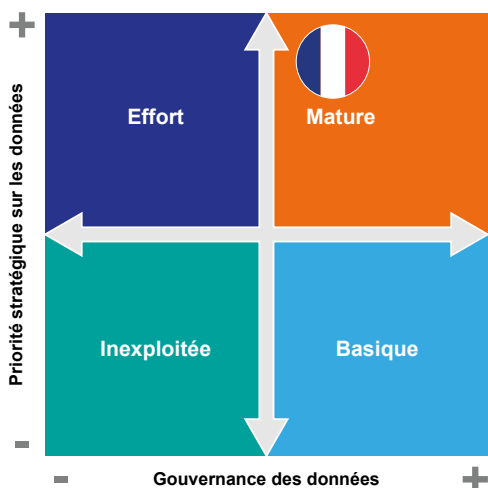 +
Priorité stratégique sur les données
Effort
Mature
Inexploitée
Basique
-
-
Gouvernance des données
+